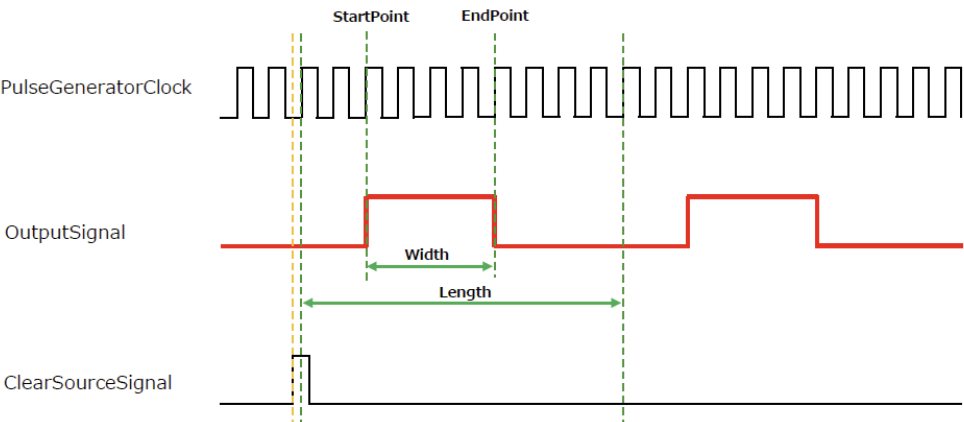 StartPoint EndPoint
PulseGeneratorClock
OutputSignal
Width
Length
ClearSourceSignal